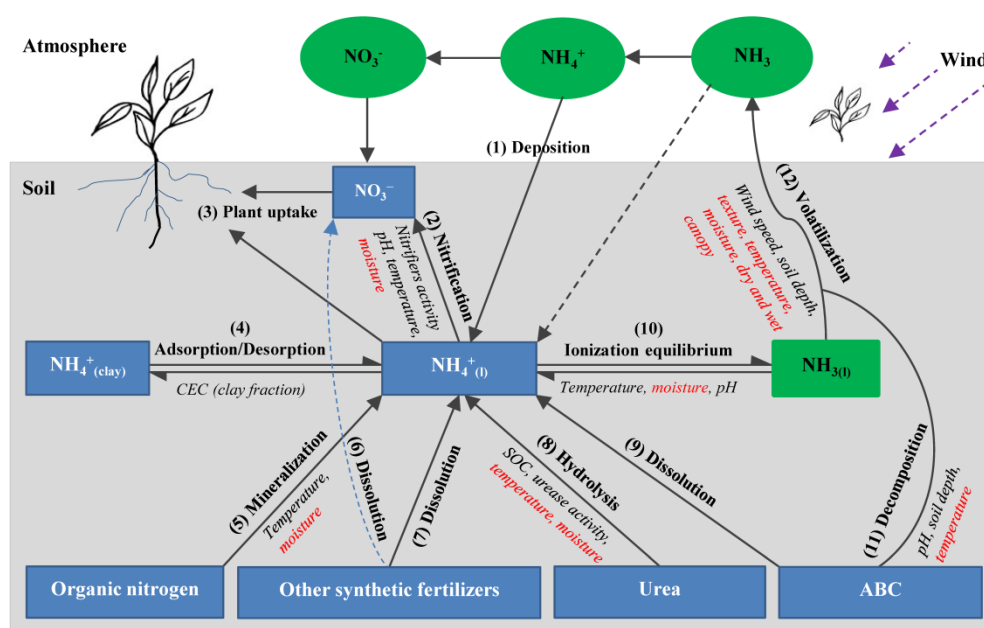 Atmosphere
NO₃⁻
NH₄⁺
NH₃
Wind
(1) Deposition
Soil
NO₃⁻
(3) Plant uptake
(2) Nitrification
Nitrifiers activity
pH, temperature,
moisture
(12) Volatilization
Wind speed, soil depth,
texture, temperature,
moisture, dry and wet
canopy
(4)
Adsorption/Desorption
CEC (clay fraction)
NH₄⁺(clay)
NH₄⁺(l)
(10)
Ionization equilibrium
Temperature, moisture, pH
NH₃(l)
(5) Mineralization
Temperature,
moisture
(6) Dissolution
(7) Dissolution
(8) Hydrolysis
SOC, urease activity,
temperature, moisture
(9) Dissolution
(11) Decomposition
pH, soil depth,
temperature
Organic nitrogen
Other synthetic fertilizers
Urea
ABC